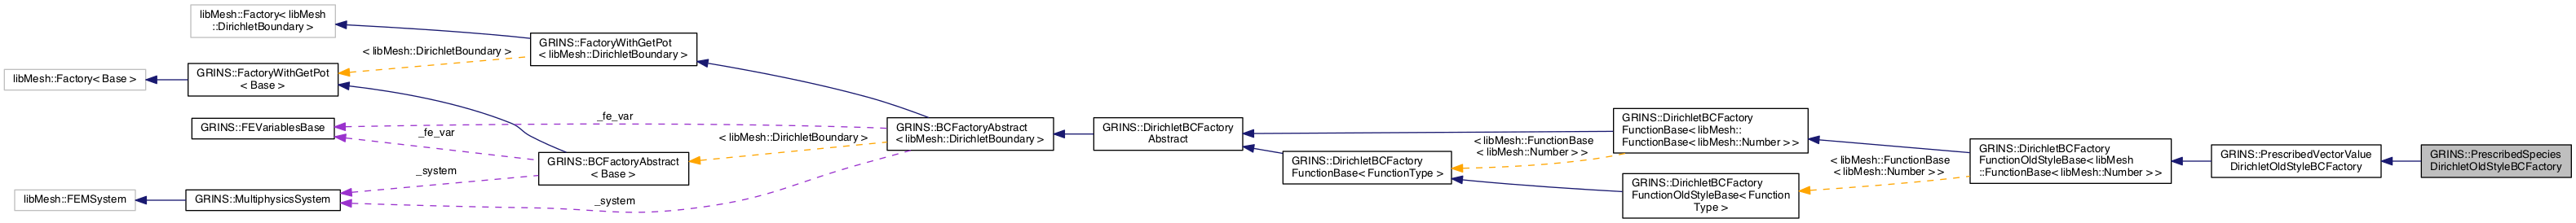 libMesh::Factory< libMesh
::DirichletBoundary >
libMesh::Factory< Base >
GRINS::FactoryWithGetPot
< Base >
GRINS::FEVariablesBase
libMesh::FEMSystem
GRINS::MultiphysicsSystem
< libMesh::DirichletBoundary >
_fe_var
_system
GRINS::FactoryWithGetPot
< libMesh::DirichletBoundary >
GRINS::BCFactoryAbstract
< Base >
_fe_var
_system
< libMesh::DirichletBoundary >
GRINS::BCFactoryAbstract
< libMesh::DirichletBoundary >
GRINS::DirichletBCFactory
Abstract
GRINS::DirichletBCFactory
FunctionBase< FunctionType >
< libMesh::FunctionBase
< libMesh::Number >>
GRINS::DirichletBCFactory
FunctionBase< libMesh::
FunctionBase< libMesh::Number >>
GRINS::DirichletBCFactory
FunctionOldStyleBase< Function
Type >
< libMesh::FunctionBase
< libMesh::Number >>
GRINS::DirichletBCFactory
FunctionOldStyleBase< libMesh
::FunctionBase< libMesh::Number >>
GRINS::PrescribedVectorValue
DirichletOldStyleBCFactory
GRINS::PrescribedSpecies
DirichletOldStyleBCFactory